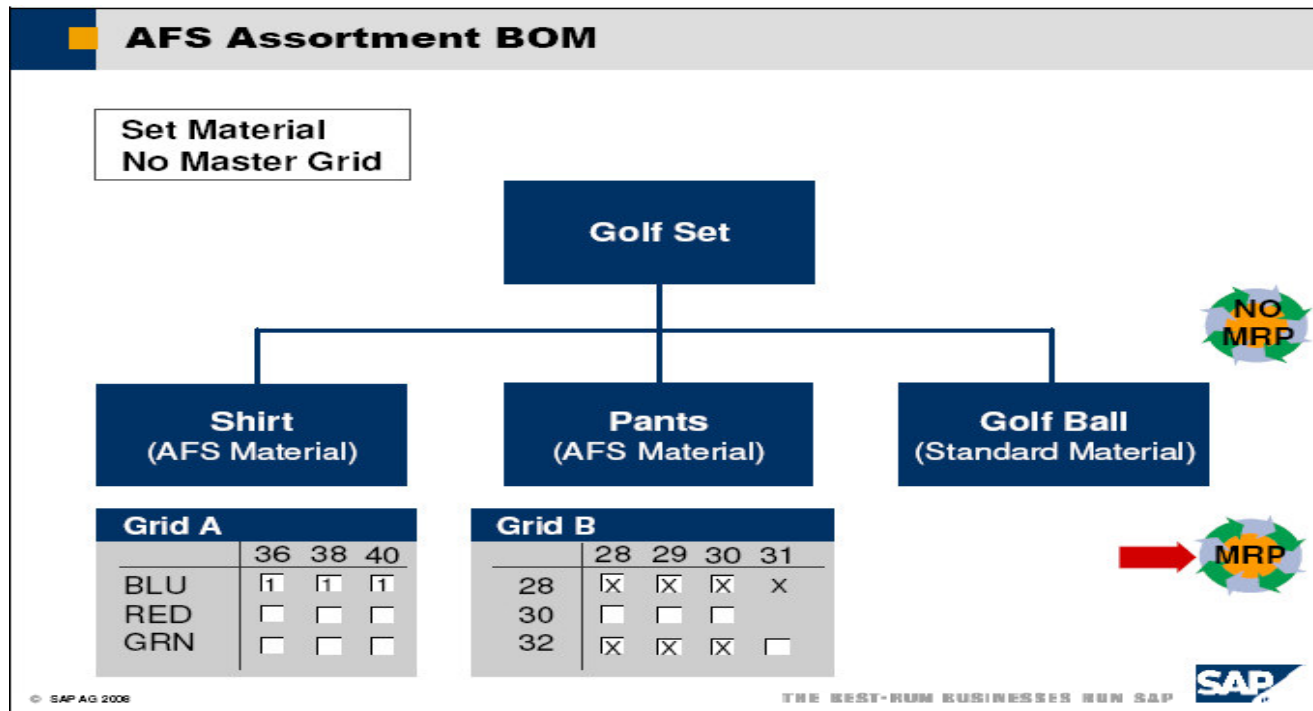 AFS Assortment BOM
Set Material
No Master Grid
Golf Set
NO
MRP
Shirt
(AFS Material)
Pants
(AFS Material)
Golf Ball
(Standard Material)
Grid A
36 38 40
BLU 1 1 1
RED
GRN
Grid B
28 29 30 31
28 X X X X
30
32 X X X
MRP
© SAP AG 2008
THE BEST-RUN BUSINESSES RUN SAP
SAP